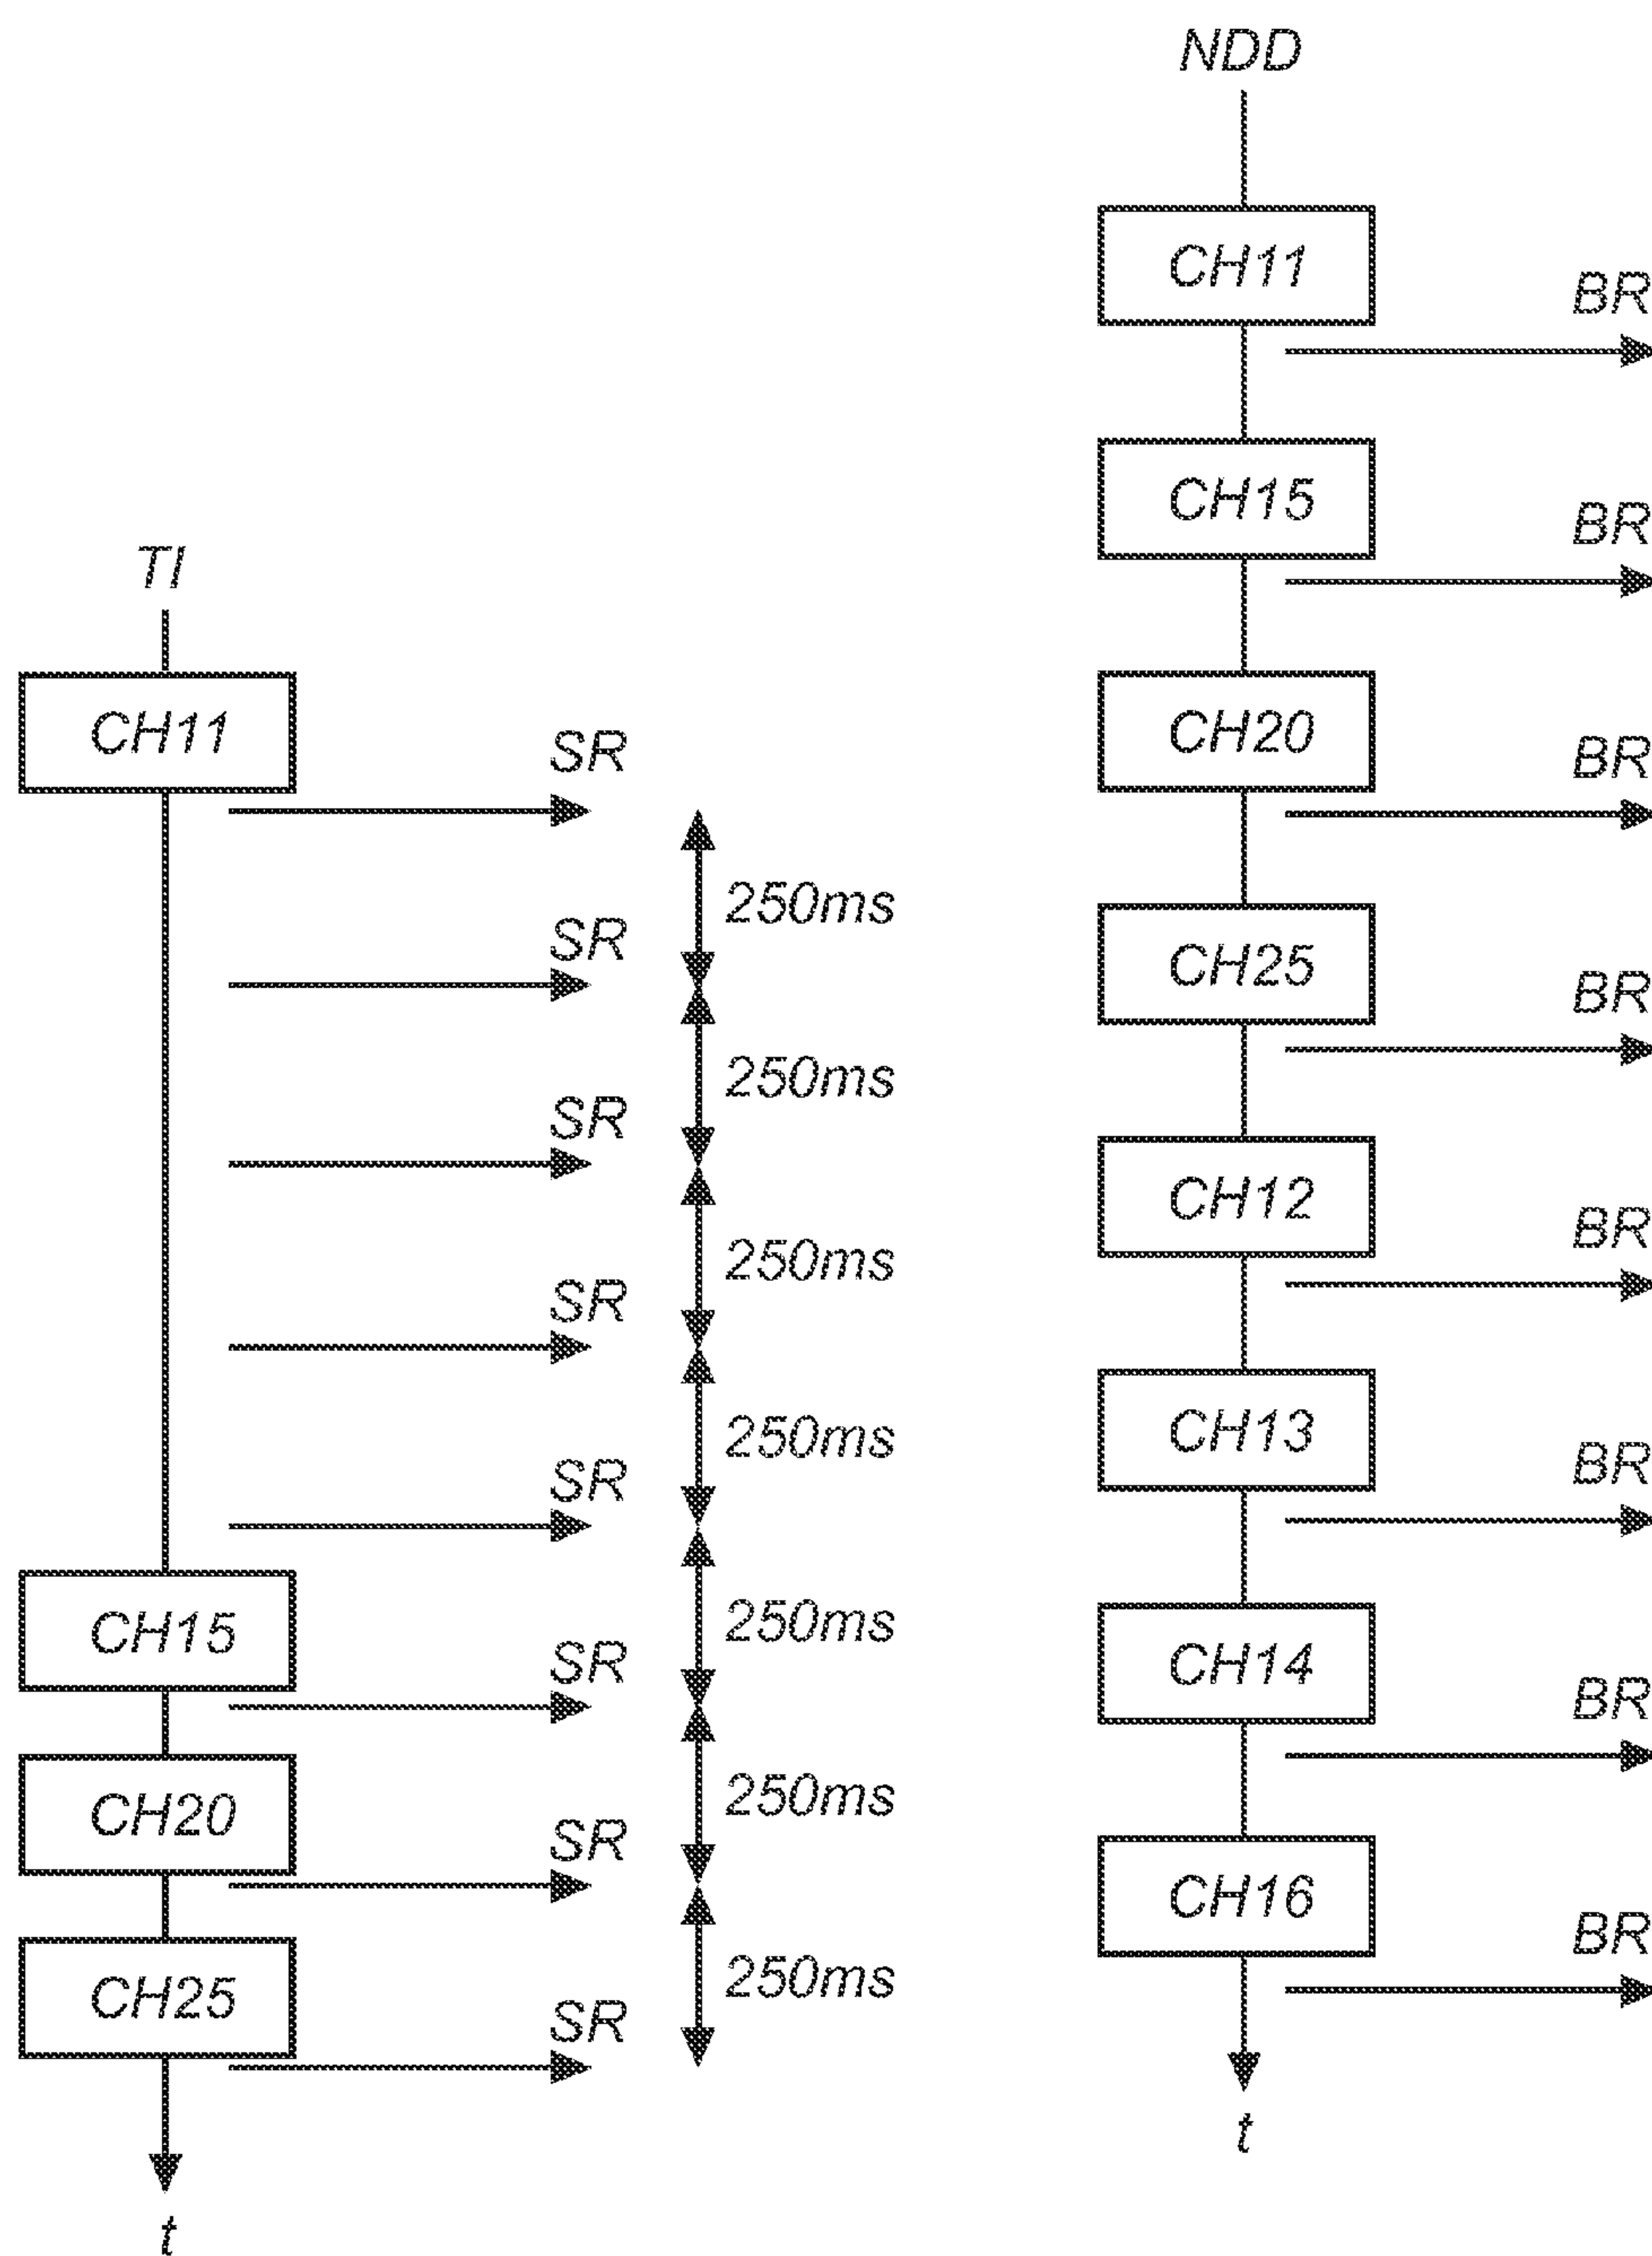 TI
CH11
SR
250ms
SR
250ms
SR
250ms
SR
250ms
SR
CH15
250ms
SR
CH20
250ms
SR
CH25
250ms
SR
t
NDD
CH11
BR
CH15
BR
CH20
BR
CH25
BR
CH12
BR
CH13
BR
CH14
BR
CH16
BR
t